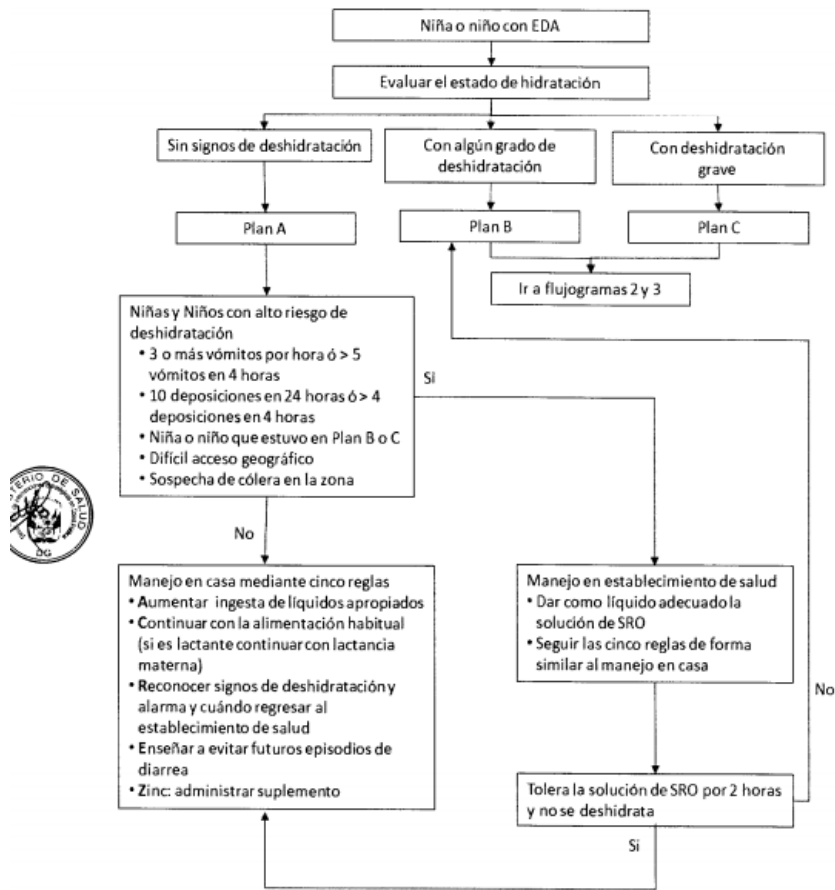 Niña o niño con EDA
Evaluar el estado de hidratación
Sin signos de deshidratación
Con algún grado de
deshidratación
Con deshidratación
grave
Plan A
Plan B
Plan C
Ir a flujogramas 2 y 3
Niñas y Niños con alto riesgo de
deshidratación
• 3 o más vómitos por hora ó > 5
vómitos en 4 horas
• 10 deposiciones en 24 horas ó > 4
deposiciones en 4 horas
• Niña o niño que estuvo en Plan B o C
• Difícil acceso geográfico
• Sospecha de cólera en la zona
Si
No
Manejo en casa mediante cinco reglas
• Aumentar ingesta de líquidos apropiados
• Continuar con la alimentación habitual
(si es lactante continuar con lactancia
materna)
• Reconocer signos de deshidratación y
alarma y cuándo regresar al
establecimiento de salud
• Enseñar a evitar futuros episodios de
diarrea
• Zinc: administrar suplemento
Manejo en establecimiento de salud
• Dar como líquido adecuado la
solución de SRO
• Seguir las cinco reglas de forma
similar al manejo en casa
No
Tolera la solución de SRO por 2 horas
y no se deshidrata
Si
TERIO DE SALUD
DG